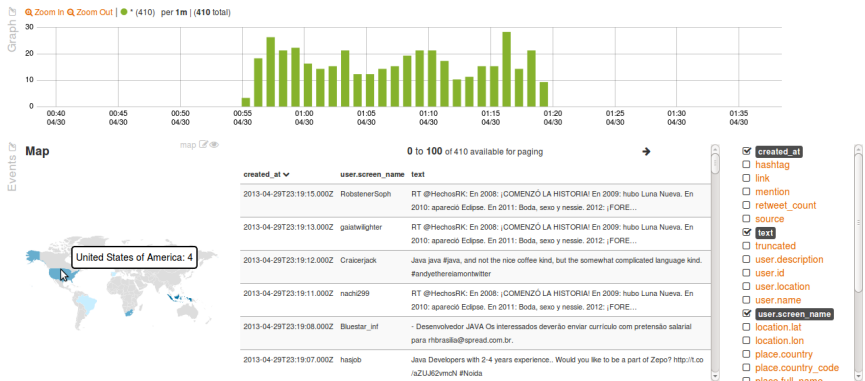 Graph
Zoom In Zoom Out | * (410) per 1m | (410 total)
30
20
10
0
00:40 00:45 00:50 00:55 01:00 01:05 01:10 01:15 01:20 01:25 01:30 01:35
04/30 04/30 04/30 04/30 04/30 04/30 04/30 04/30 04/30 04/30 04/30 04/30
Events
Map
map
United States of America: 4
0 to 100 of 410 available for paging
created_at user.screen_name text
2013-04-29T23:19:15.000Z RobstenerSoph RT @HechosRK: En 2008: ¡COMENZÓ LA HISTORIA! En 2009: hubo Luna Nueva. En
2010: apareció Eclipse. En 2011: Boda, sexo y nessie. 2012: ¡FORE...
2013-04-29T23:19:13.000Z gaiatwilighter RT @HechosRK: En 2008: ¡COMENZÓ LA HISTORIA! En 2009: hubo Luna Nueva. En
2010: apareció Eclipse. En 2011: Boda, sexo y nessie. 2012: ¡FORE...
2013-04-29T23:19:12.000Z Craicerjack Java java #java, and not the nice coffee kind, but the somewhat complicated language kind.
#andythereiamontwitter
2013-04-29T23:19:11.000Z nachi299 RT @HechosRK: En 2008: ¡COMENZÓ LA HISTORIA! En 2009: hubo Luna Nueva. En
2010: apareció Eclipse. En 2011: Boda, sexo y nessie. 2012: ¡FORE...
2013-04-29T23:19:08.000Z Bluestar_inf - Desenvolvedor JAVA Os interessados deverão enviar currículo com pretensão salarial
para rhbrasilia@spread.com.br.
2013-04-29T23:19:07.000Z hasjob Java Developers with 2-4 years experience.. Would you like to be a part of Zepo? http://t.co
/aZUJ62vmcN #Noida
created_at
hashtag
link
mention
retweet_count
source
text
truncated
user.description
user.id
user.location
user.name
user.screen_name
location.lat
location.lon
place.country
place.country_code
place.full_name